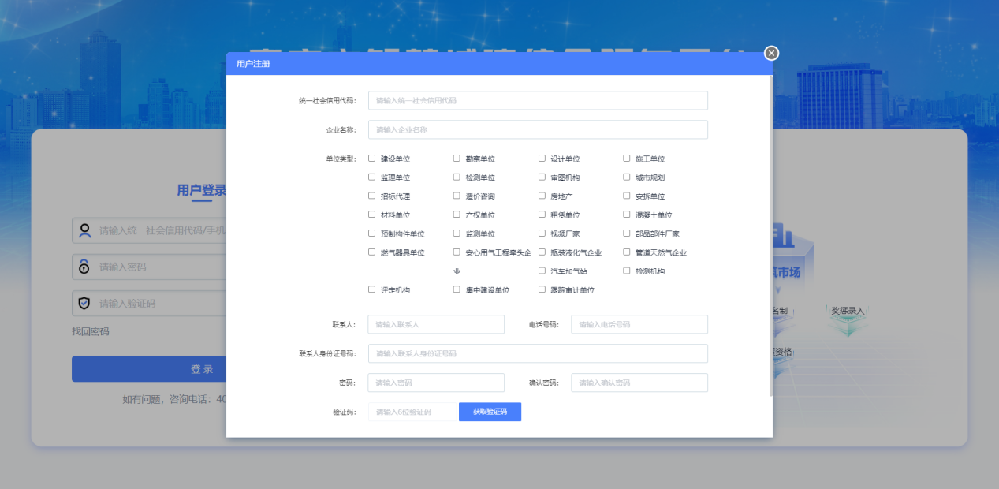 用户注册
统一社会信用代码： 请输入统一社会信用代码
企业名称： 请输入企业名称
单位类型： 建设单位 勘察单位 设计单位 施工单位
监理单位 检测单位 审图机构 城市规划
招标代理 造价咨询 房地产 安拆单位
材料单位 产权单位 租赁单位 混凝土单位
预制构件单位 监测单位 视频厂家 部品部件厂家
燃气器具单位 安心用气工程牵头企 瓶装液化气企业 管道天然气企业
业 汽车加气站 检测机构
评定机构 集中建设单位 跟踪审计单位
联系人： 请输入联系人 电话号码： 请输入电话号码
联系人身份证号码： 请输入联系人身份证号码
密码： 请输入密码 确认密码： 请输入确认密码
验证码： 请输入6位验证码 获取验证码
用户登录
请输入统一社会信用代码/手机
请输入密码
请输入验证码
找回密码
登 录
如有问题，咨询电话：40
市场
名制 奖惩录入
资格